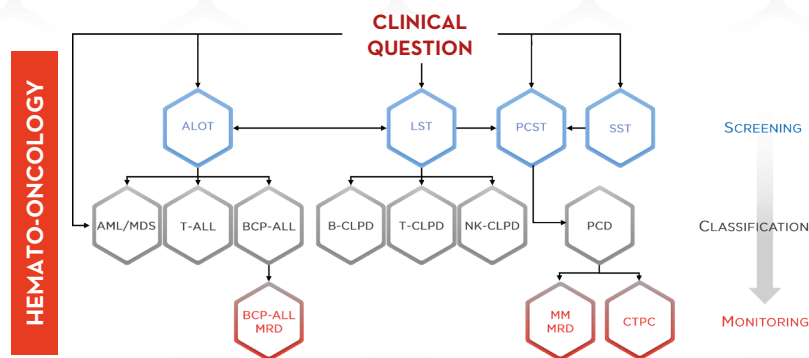 CLINICAL
QUESTION
HEMATO-ONCOLOGY
ALOT
LST
PCST
SST
SCREENING
AML/MDS
T-ALL
BCP-ALL
B-CLPD
T-CLPD
NK-CLPD
PCD
CLASSIFICATION
BCP-ALL
MRD
MM
MRD
CTPC
MONITORING